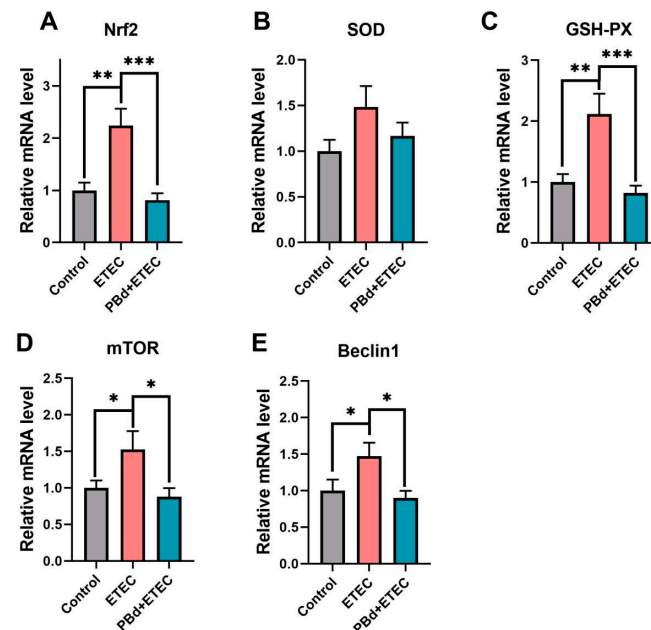 A
Nrf2
Relative mRNA level
3
2
1
0
**
***
Control
ETEC
PBd+ETEC
B
SOD
Relative mRNA level
2.0
1.5
1.0
0.5
0.0
Control
ETEC
PBd+ETEC
C
GSH-PX
Relative mRNA level
3
2
1
0
**
***
Control
ETEC
PBd+ETEC
D
mTOR
Relative mRNA level
2.5
2.0
1.5
1.0
0.5
0.0
*
*
Control
ETEC
PBd+ETEC
E
Beclin1
Relative mRNA level
2.5
2.0
1.5
1.0
0.5
0.0
*
*
Control
ETEC
PBd+ETEC